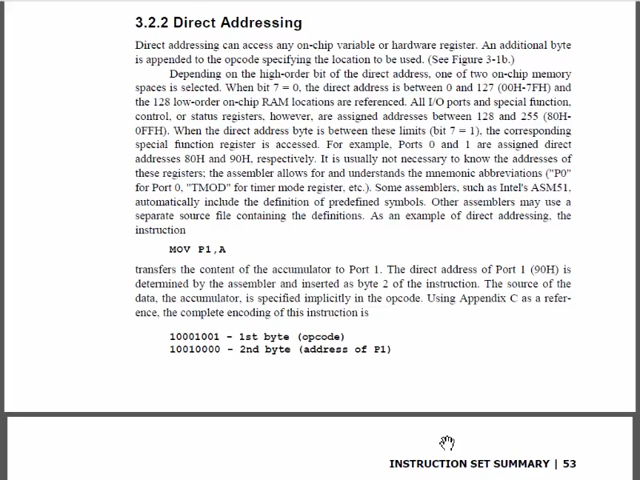 3.2.2 Direct Addressing
Direct addressing can access any on-chip variable or hardware register. An additional byte
is appended to the opcode specifying the location to be used. (See Figure 3-1b.)
Depending on the high-order bit of the direct address, one of two on-chip memory
spaces is selected. When bit 7 = 0, the direct address is between 0 and 127 (00H-7FH) and
the 128 low-order on-chip RAM locations are referenced. All I/O ports and special function,
control, or status registers, however, are assigned addresses between 128 and 255 (80H-
0FFH). When the direct address byte is between these limits (bit 7 = 1), the corresponding
special function register is accessed. For example, Ports 0 and 1 are assigned direct
addresses 80H and 90H, respectively. It is usually not necessary to know the addresses of
these registers; the assembler allows for and understands the mnemonic abbreviations ("P0"
for Port 0, "TMOD" for timer mode register, etc.). Some assemblers, such as Intel's ASM51,
automatically include the definition of predefined symbols. Other assemblers may use a
separate source file containing the definitions. As an example of direct addressing, the
instruction
MOV P1,A
transfers the content of the accumulator to Port 1. The direct address of Port 1 (90H) is
determined by the assembler and inserted as byte 2 of the instruction. The source of the
data, the accumulator, is specified implicitly in the opcode. Using Appendix C as a refer-
ence, the complete encoding of this instruction is
10001001 - 1st byte (opcode)
10010000 - 2nd byte (address of P1)
INSTRUCTION SET SUMMARY | 53